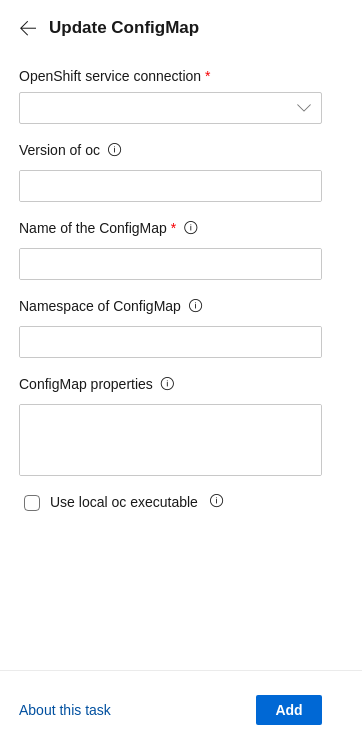 Update ConfigMap
OpenShift service connection *
Version of oc
Name of the ConfigMap *
Namespace of ConfigMap
ConfigMap properties
Use local oc executable
About this task
Add